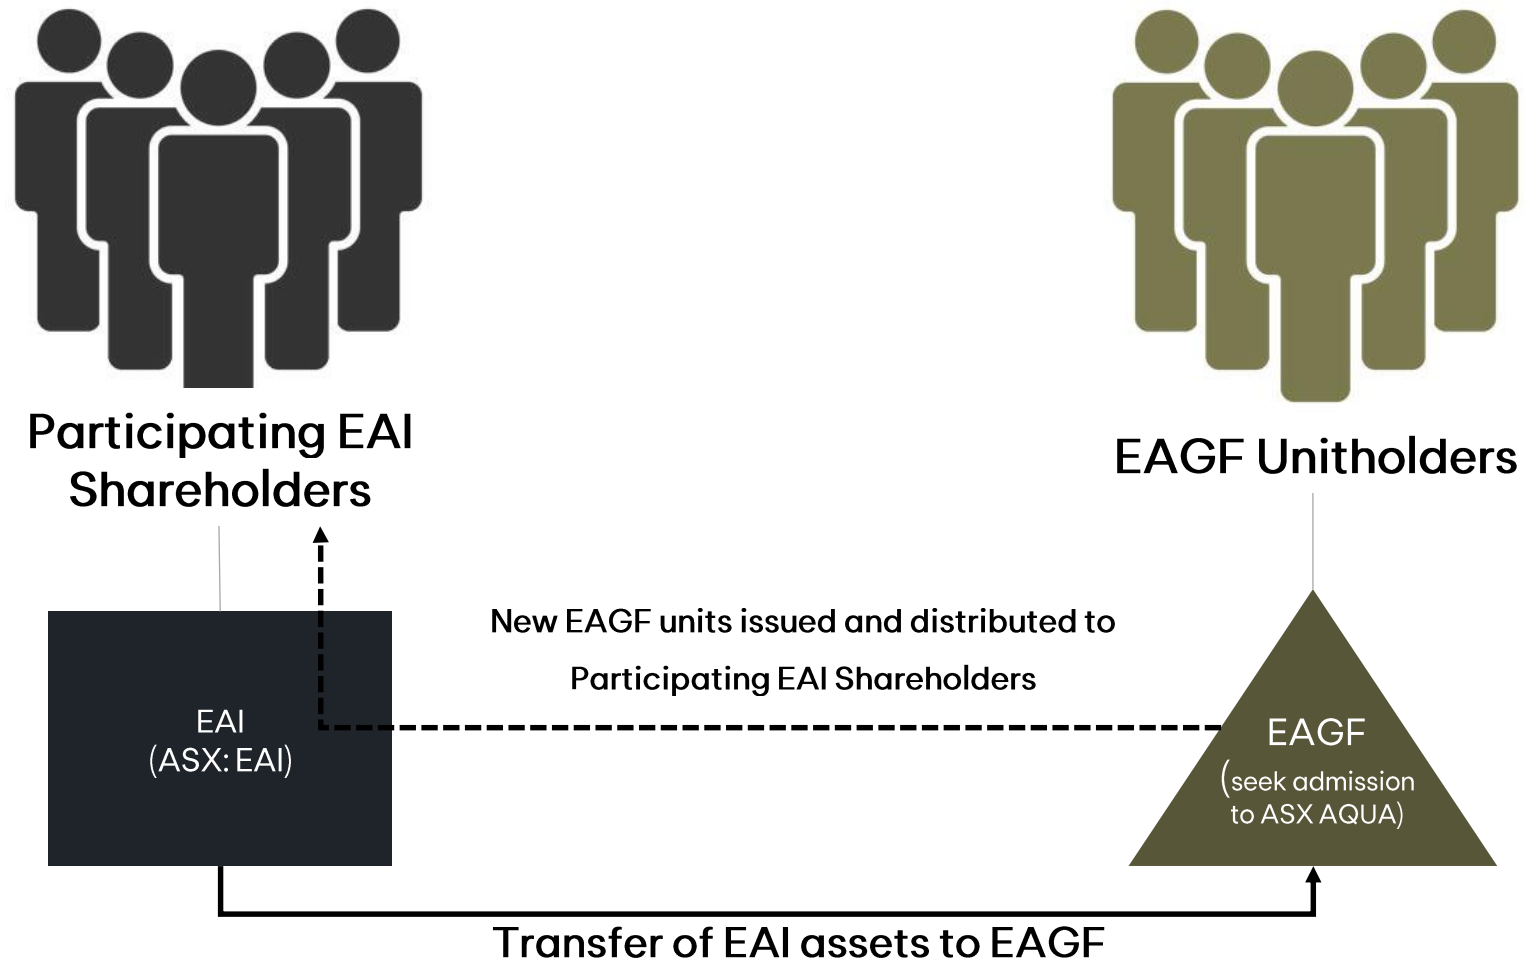 Participating EAI
Shareholders
EAGF Unitholders
New EAGF units issued and distributed to
Participating EAI Shareholders
EAI
(ASX: EAI)
EAGF
(seek admission
to ASX AQUA)
Transfer of EAI assets to EAGF